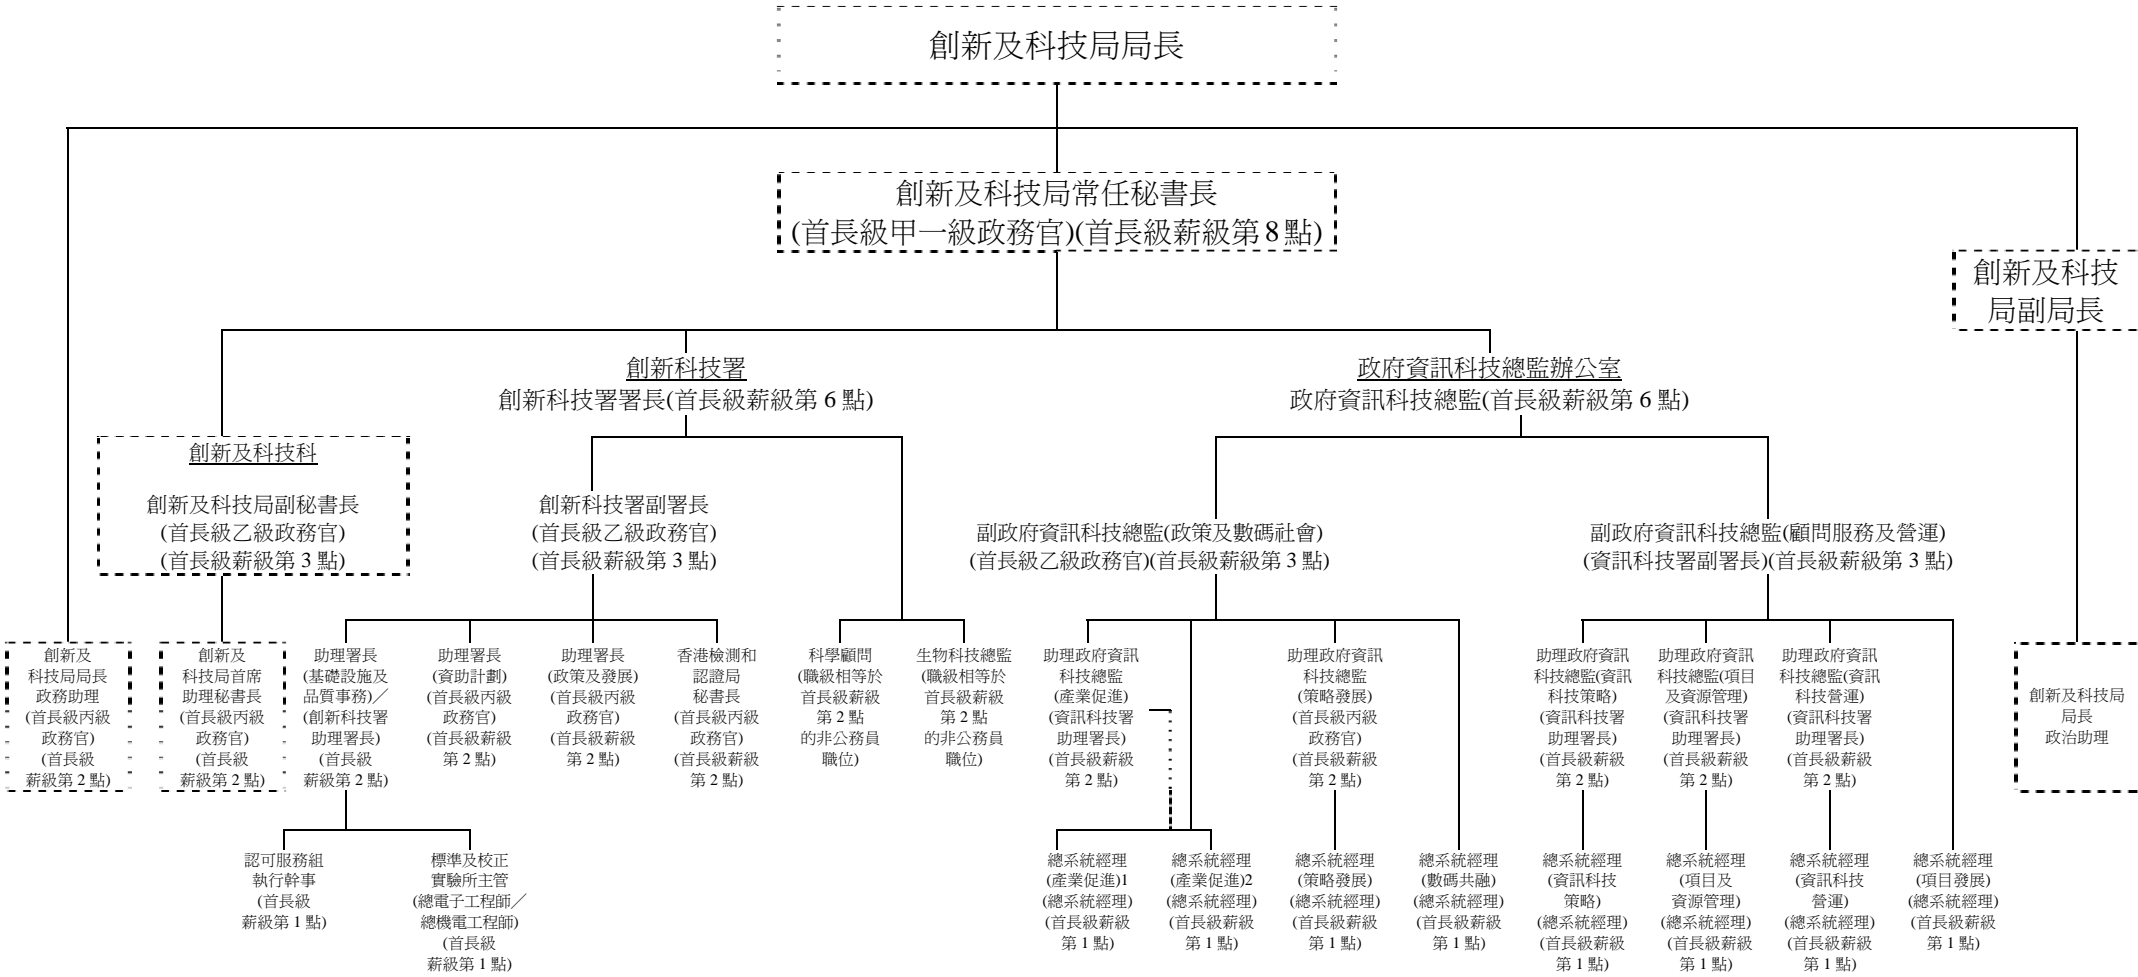 創新及科技局局長
創新及科技局常任秘書長
(首長級甲一級政務官)(首長級薪級第 8 點)
創新及科技
局副局長
創新科技署
創新科技署署長(首長級薪級第 6 點)
政府資訊科技總監辦公室
政府資訊科技總監(首長級薪級第 6 點)
創新及科技科
創新及科技局副秘書長
(首長級乙級政務官)
(首長級薪級第 3 點)
創新科技署副署長
(首長級乙級政務官)
(首長級薪級第 3 點)
副政府資訊科技總監(政策及數碼社會)
(首長級乙級政務官)(首長級薪級第 3 點)
副政府資訊科技總監(顧問服務及營運)
(資訊科技署副署長)(首長級薪級第 3 點)
創新及
科技局局長
政務助理
(首長級丙級
政務官)
(首長級
薪級第 2 點)
創新及
科技局首席
助理秘書長
(首長級丙級
政務官)
(首長級
薪級第 2 點)
助理署長
(基礎設施及
品質事務)／
(創新科技署
助理署長)
(首長級
薪級第 2 點)
助理署長
(資助計劃)
(首長級丙級
政務官)
(首長級薪級
第 2 點)
助理署長
(政策及發展)
(首長級丙級
政務官)
(首長級薪級
第 2 點)
香港檢測和
認證局
秘書長
(首長級丙級
政務官)
(首長級薪級
第 2 點)
科學顧問
(職級相等於
首長級薪級
第 2 點
的非公務員
職位)
生物科技總監
(職級相等於
首長級薪級
第 2 點
的非公務員
職位)
助理政府資訊
科技總監
(產業促進)
(資訊科技署
助理署長)
(首長級薪級
第 2 點)
助理政府資訊
科技總監
(策略發展)
(首長級丙級
政務官)
(首長級薪級
第 2 點)
助理政府資訊
科技總監(資訊
科技策略)
(資訊科技署
助理署長)
(首長級薪級
第 2 點)
助理政府資訊
科技總監(項目
及資源管理)
(資訊科技署
助理署長)
(首長級薪級
第 2 點)
助理政府資訊
科技總監(資訊
科技營運)
(資訊科技署
助理署長)
(首長級薪級
第 2 點)
創新及科技局
局長
政治助理
認可服務組
執行幹事
(首長級
薪級第 1 點)
標準及校正
實驗所主管
(總電子工程師／
總機電工程師)
(首長級
薪級第 1 點)
總系統經理
(產業促進)1
(總系統經理)
(首長級薪級
第 1 點)
總系統經理
(產業促進)2
(總系統經理)
(首長級薪級
第 1 點)
總系統經理
(策略發展)
(總系統經理)
(首長級薪級
第 1 點)
總系統經理
(數碼共融)
(總系統經理)
(首長級薪級
第 1 點)
總系統經理
(資訊科技
策略)
(總系統經理)
(首長級薪級
第 1 點)
總系統經理
(項目及
資源管理)
(總系統經理)
(首長級薪級
第 1 點)
總系統經理
(資訊科技
營運)
(總系統經理)
(首長級薪級
第 1 點)
總系統經理
(項目發展)
(總系統經理)
(首長級薪級
第 1 點)